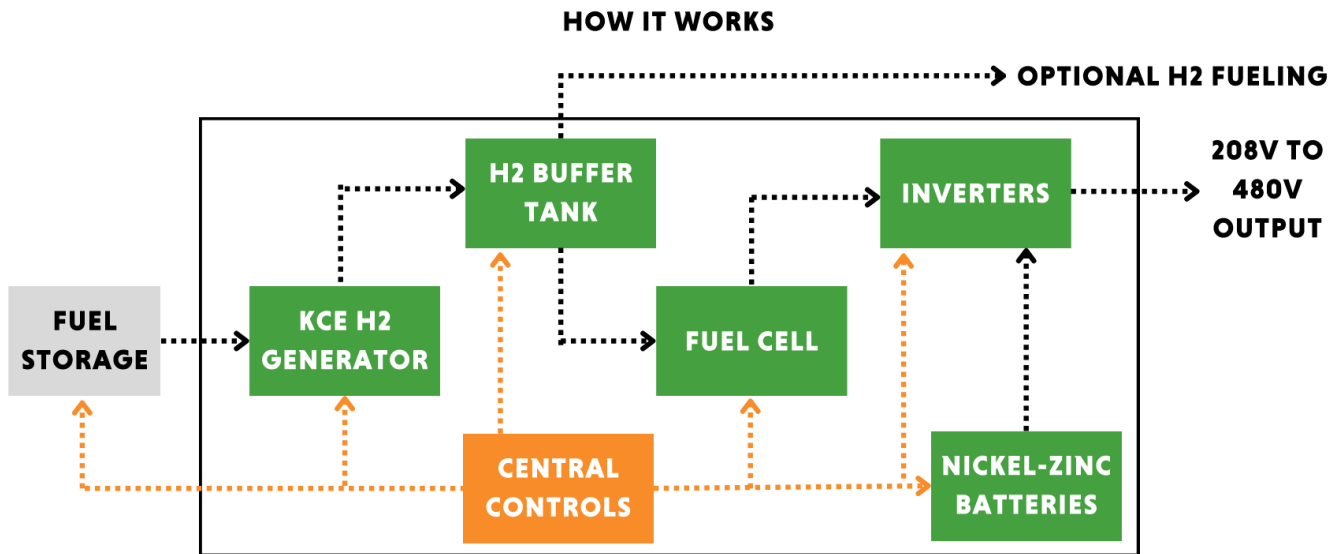 HOW IT WORKS
OPTIONAL H2 FUELING
H2 BUFFER
TANK
INVERTERS
208V TO
480V
OUTPUT
FUEL
STORAGE
KCE H2
GENERATOR
FUEL CELL
CENTRAL
CONTROLS
NICKEL-ZINC
BATTERIES